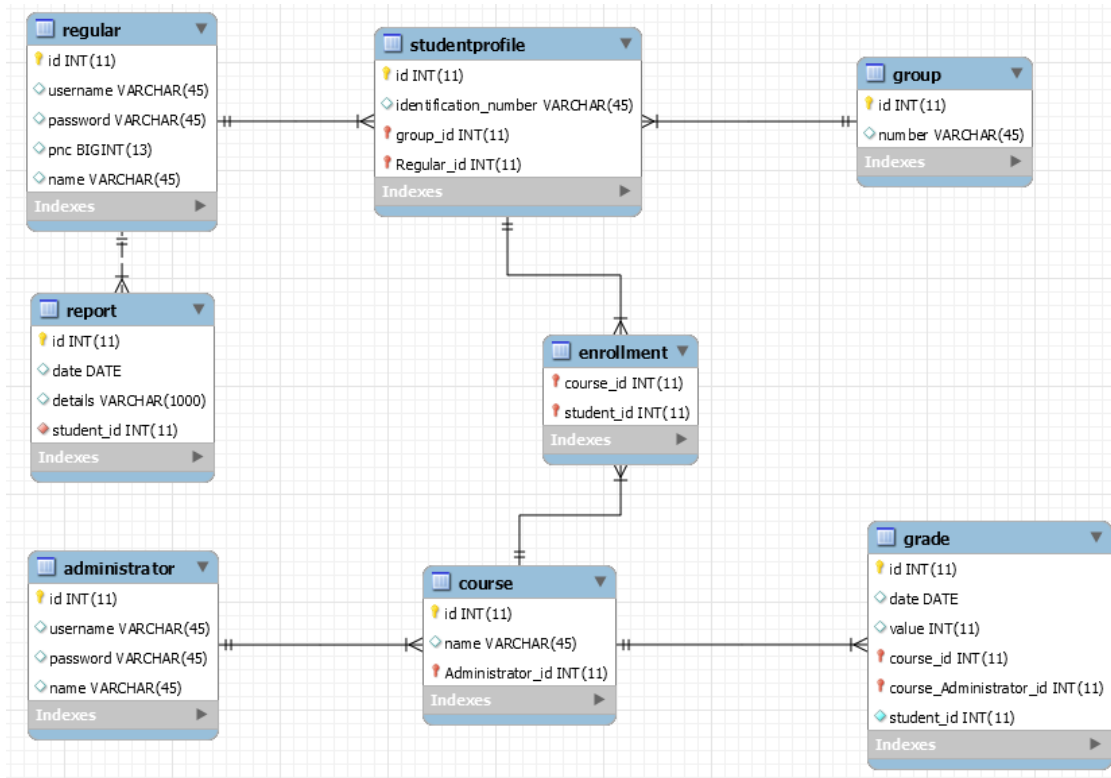 regular
id INT(11)
username VARCHAR(45)
password VARCHAR(45)
pnc BIGINT(13)
name VARCHAR(45)
Indexes
studentprofile
id INT(11)
identification_number VARCHAR(45)
group_id INT(11)
Regular_id INT(11)
Indexes
group
id INT(11)
number VARCHAR(45)
Indexes
report
id INT(11)
date DATE
details VARCHAR(1000)
student_id INT(11)
Indexes
enrollment
course_id INT(11)
student_id INT(11)
Indexes
administrator
id INT(11)
username VARCHAR(45)
password VARCHAR(45)
name VARCHAR(45)
Indexes
course
id INT(11)
name VARCHAR(45)
Administrator_id INT(11)
Indexes
grade
id INT(11)
date DATE
value INT(11)
course_id INT(11)
course_Administrator_id INT(11)
student_id INT(11)
Indexes